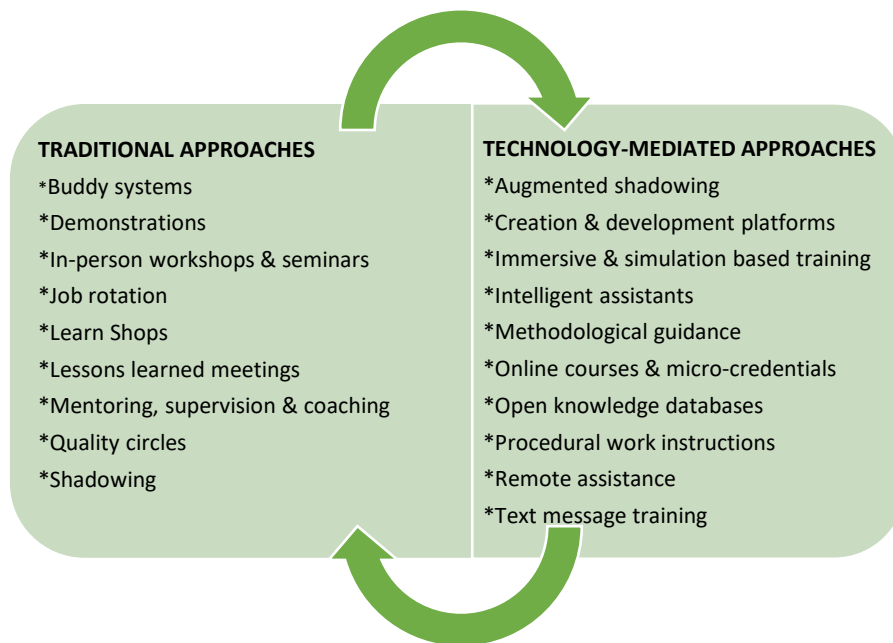 TRADITIONAL APPROACHES
*Buddy systems
*Demonstrations
*In-person workshops & seminars
*Job rotation
*Learn Shops
*Lessons learned meetings
*Mentoring, supervision & coaching
*Quality circles
*Shadowing
TECHNOLOGY-MEDIATED APPROACHES
*Augmented shadowing
*Creation & development platforms
*Immersive & simulation based training
*Intelligent assistants
*Methodological guidance
*Online courses & micro-credentials
*Open knowledge databases
*Procedural work instructions
*Remote assistance
*Text message training